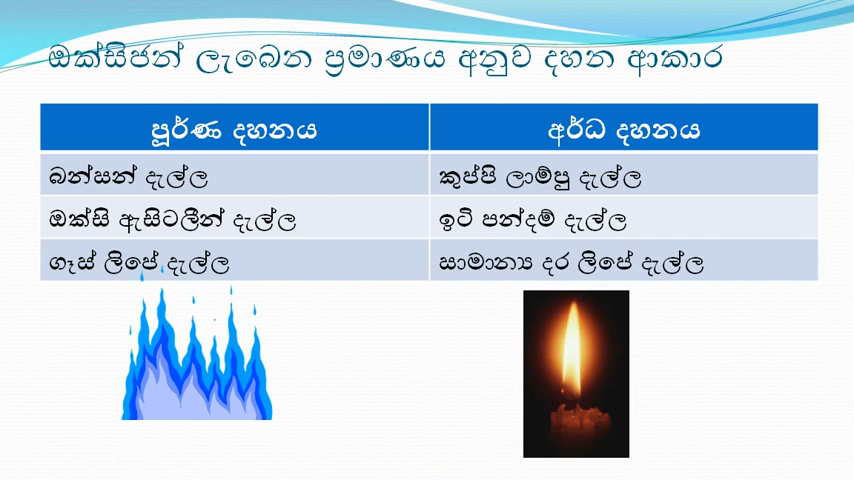 ඔක්සිජන් ලැබෙන ප්‍රමාණය අනුව දහන ආකාර
පූර්ණ දහනය
අර්ධ දහනය
බන්සන් දැල්ල
කුප්පි ලාම්පු දැල්ල
ඔක්සි ඇසිටලීන් දැල්ල
ඉටි පන්දම් දැල්ල
ගෑස් ලිපේ දැල්ල
සාමාන්‍ය දර ලිපේ දැල්ල